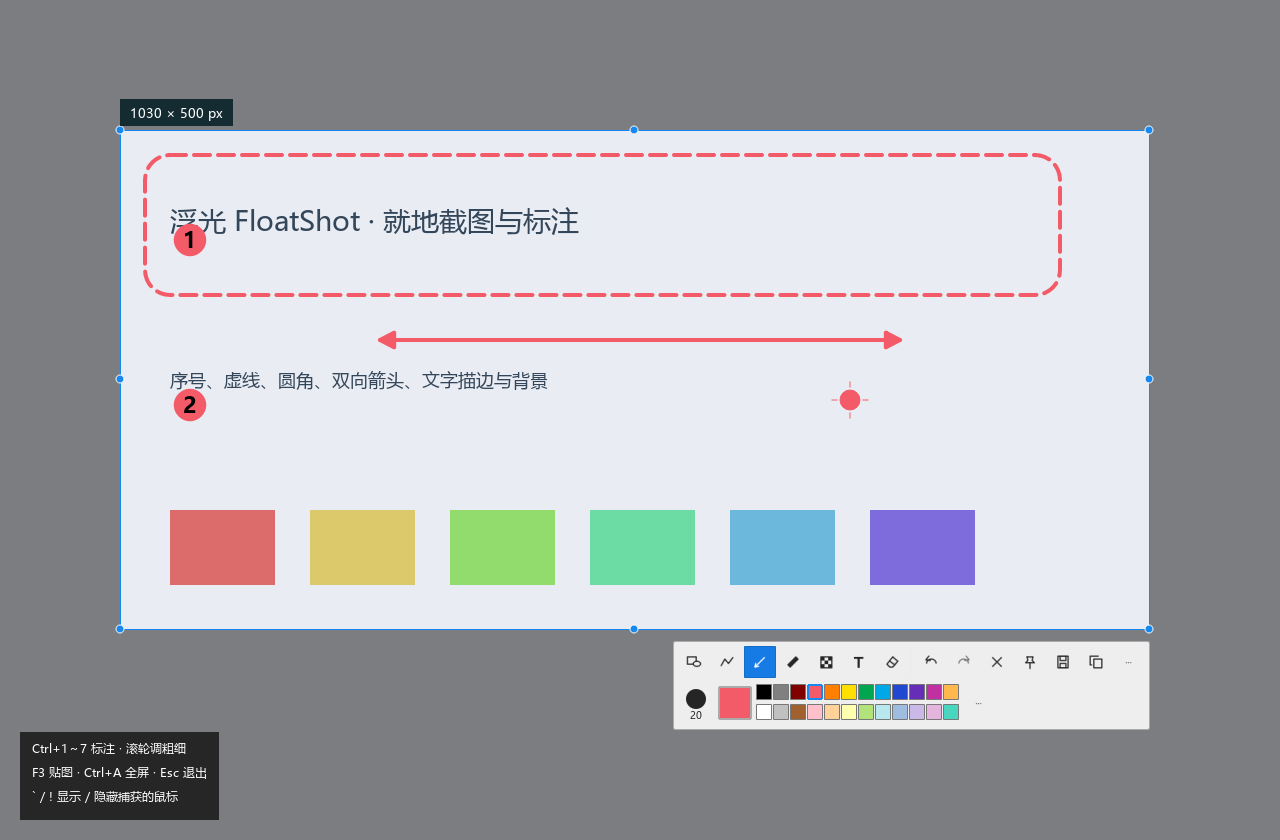 1030 × 500 px
浮光 FloatShot · 就地截图与标注
1
序号、虚线、圆角、双向箭头、文字描边与背景
2
T
20
Ctrl+1~7 标注 · 滚轮调粗细
F3 贴图 · Ctrl+A 全屏 · Esc 退出
` / ! 显示 / 隐藏捕获的鼠标